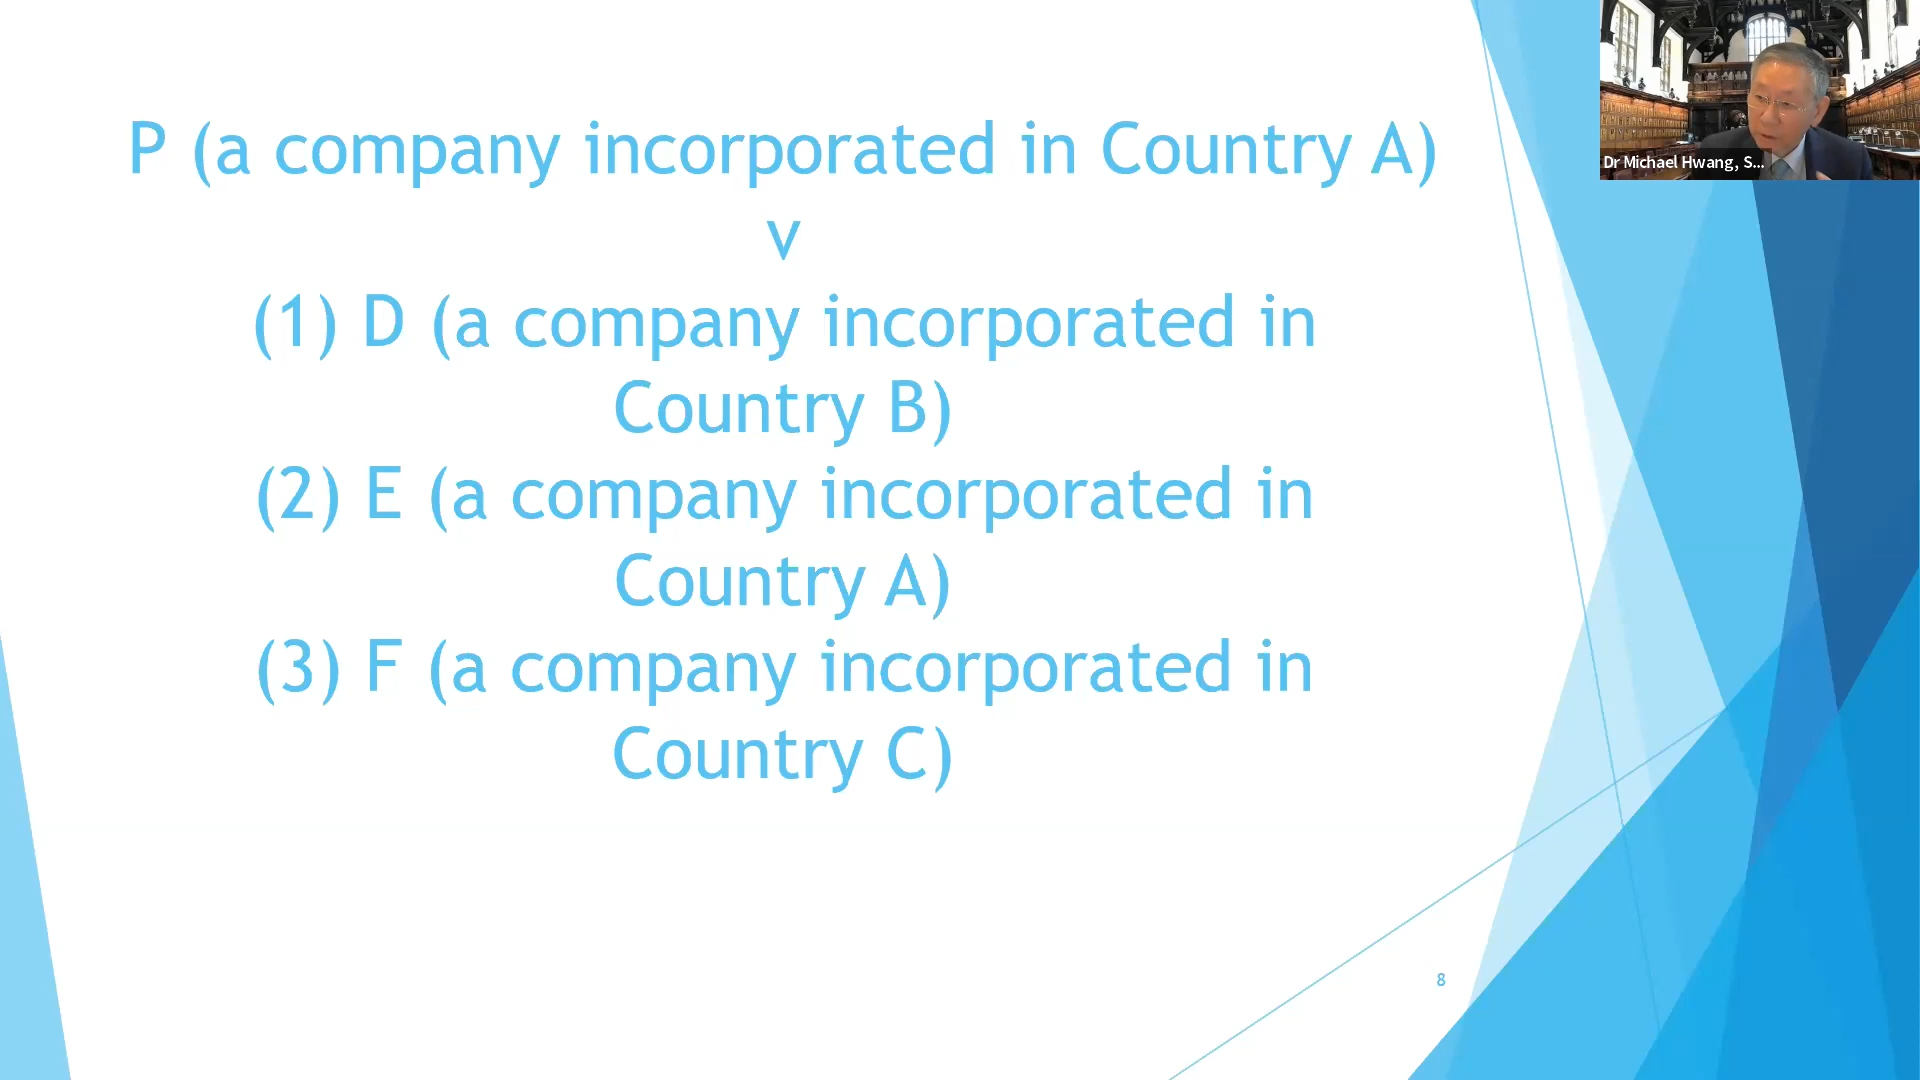 P (a company incorporated in Country A)
v
(1) D (a company incorporated in
Country B)
(2) E (a company incorporated in
Country A)
(3) F (a company incorporated in
Country C)
8
Dr Michael Hwang, S...